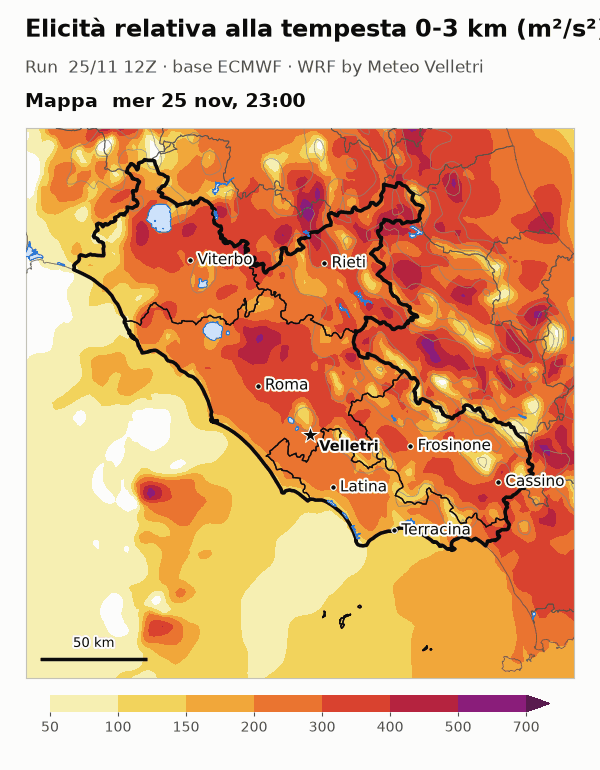 Elicità relativa alla tempesta 0-3 km (m²/s²)
Run 25/11 12Z · base ECMWF · WRF by Meteo Velletri
Mappa mer 25 nov, 23:00
Viterbo
Rieti
Roma
Velletri
Frosinone
Cassino
Latina
Terracina
50 km
50 100 150 200 300 400 500 700